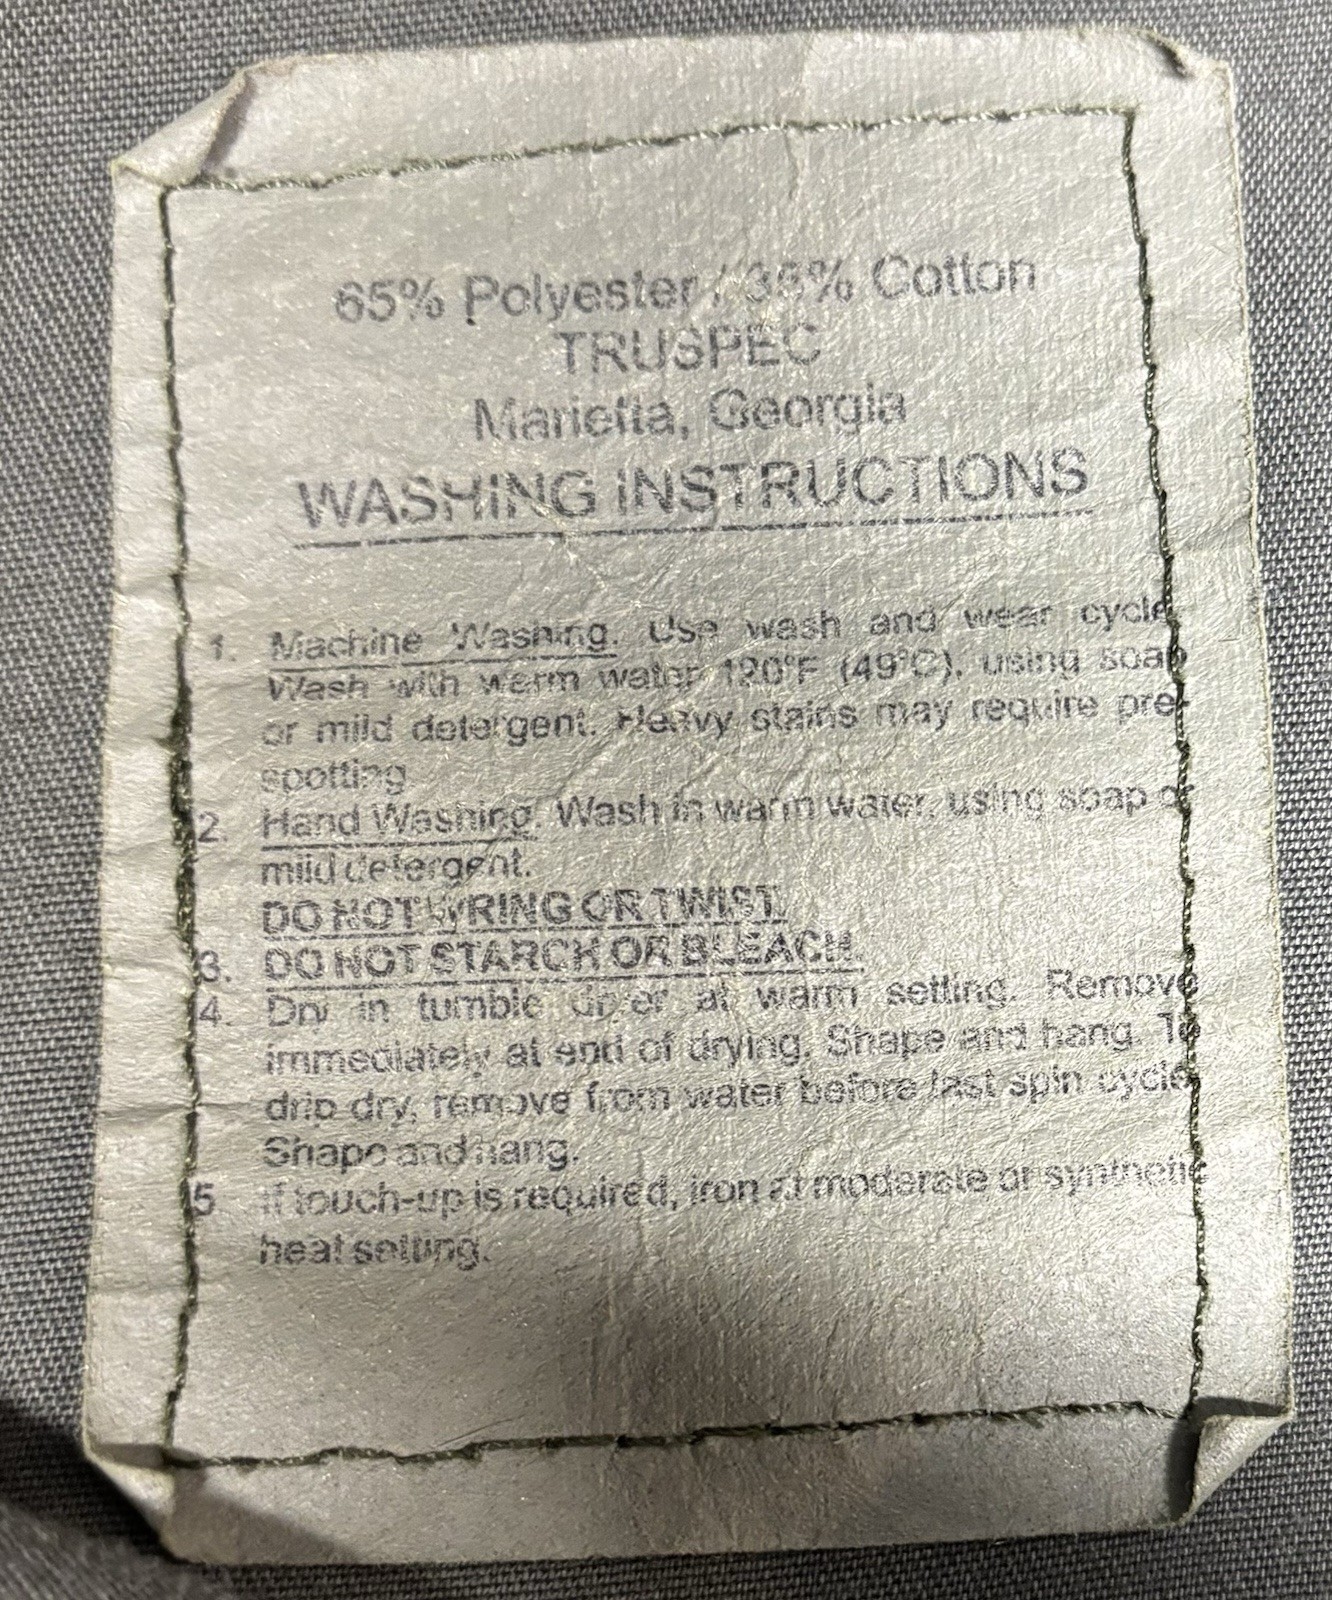 65% Polyester / 35% Cotton
TRUSPEC
Marietta, Georgia
WASHING INSTRUCTIONS
1. Machine Washing. Use wash and wear cycle.
Wash with warm water 120°F (49°C), using soap
or mild detergent. Heavy stains may require pre-
spotting
2. Hand Washing. Wash in warm water, using soap or
mild detergent.
DO NOT WRING OR TWIST.
3. DO NOT STARCH OR BLEACH.
4. Dry in tumble dryer at warm setting. Remove
immediately at end of drying. Shape and hang. To
drip dry, remove from water before last spin cycle.
Shape and hang.
5 If touch-up is required, iron at moderate or synthetic
heat setting.